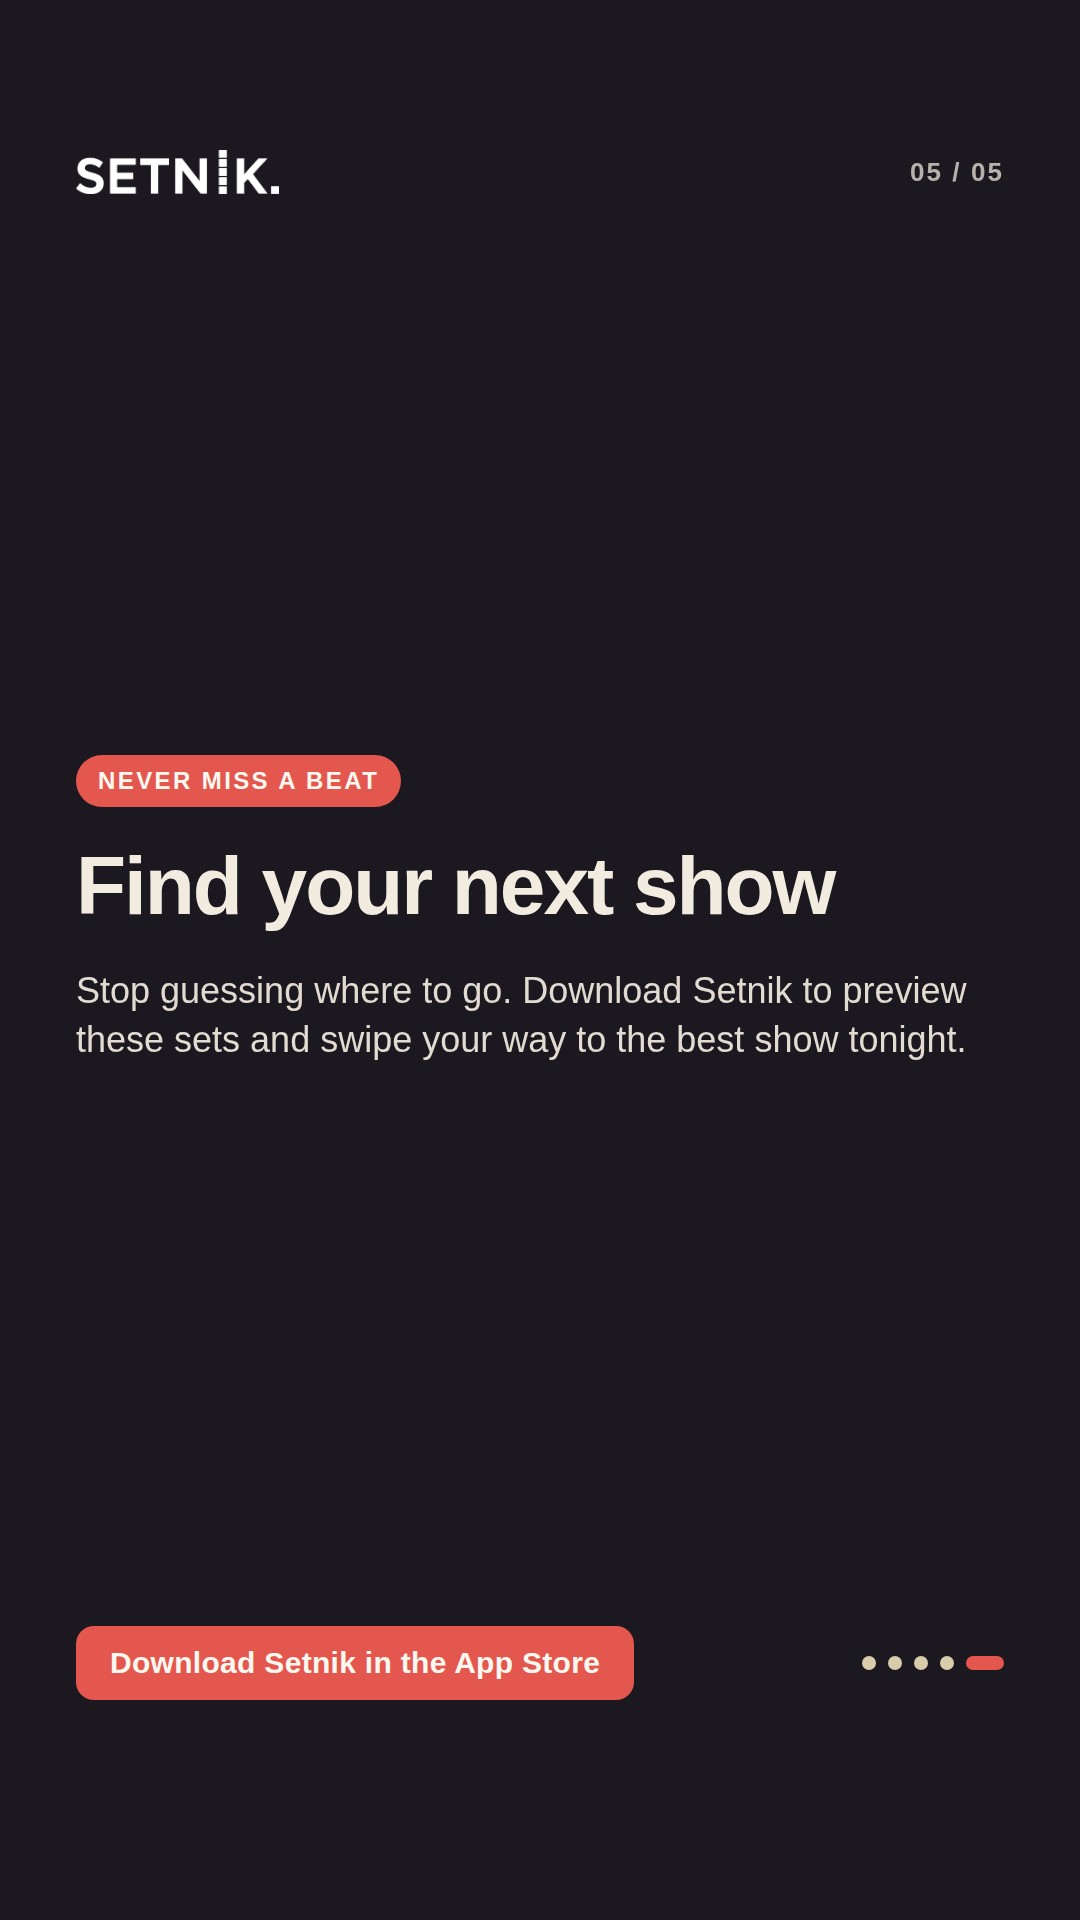 SETNIK.
05 / 05
NEVER MISS A BEAT
Find your next show
Stop guessing where to go. Download Setnik to preview
these sets and swipe your way to the best show tonight.
Download Setnik in the App Store